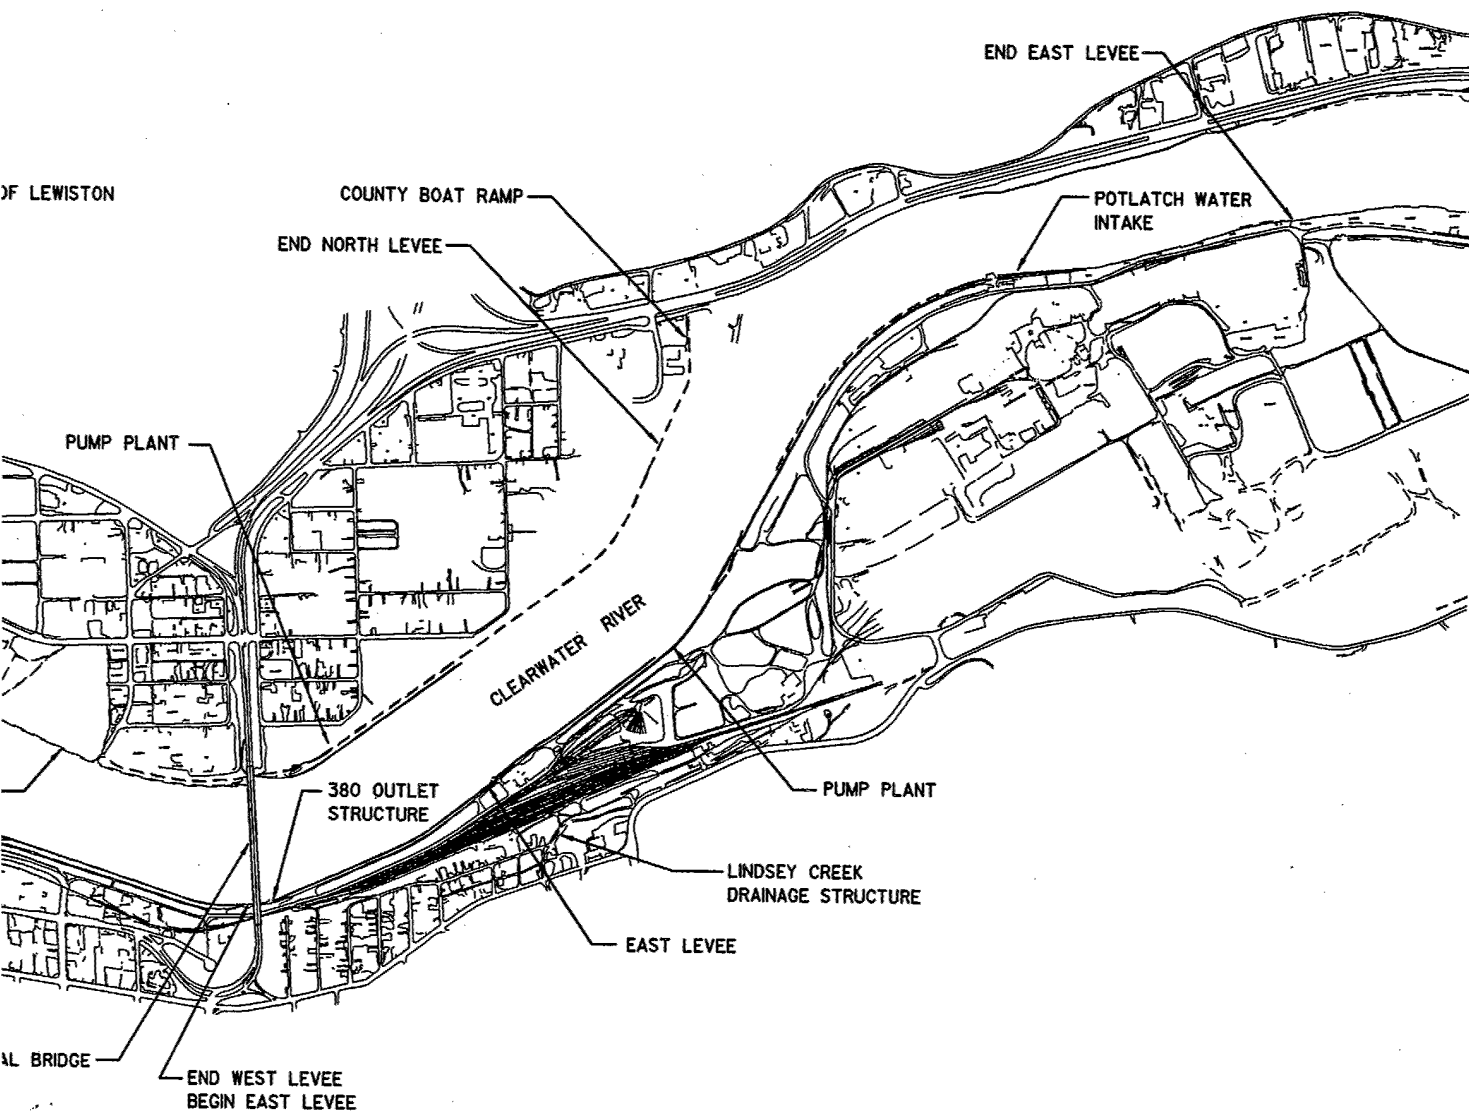 END EAST LEVEE
OF LEWISTON
COUNTY BOAT RAMP
POTLATCH WATER
INTAKE
END NORTH LEVEE
PUMP PLANT
CLEARWATER RIVER
380 OUTLET
STRUCTURE
PUMP PLANT
LINDSEY CREEK
DRAINAGE STRUCTURE
EAST LEVEE
AL BRIDGE
END WEST LEVEE
BEGIN EAST LEVEE